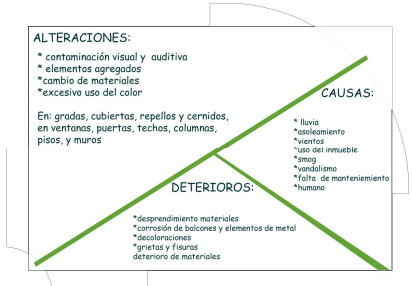 ALTERACIONES:
* contaminación visual y auditiva
* elementos agregados
*cambio de materiales
*excesivo uso del color
En: gradas, cubiertas, repellos y cernidos,
en ventanas, puertas, techos, columnas,
pisos, y muros
CAUSAS:
* lluvia
*asoleamiento
*vientos
*uso del inmueble
*smog
*vandalismo
*falta de manteniemiento
*humano
DETERIOROS:
*desprendimiento materiales
*corrosión de balcones y elementos de metal
*decoloraciones
*grietas y fisuras
deterioro de materiales